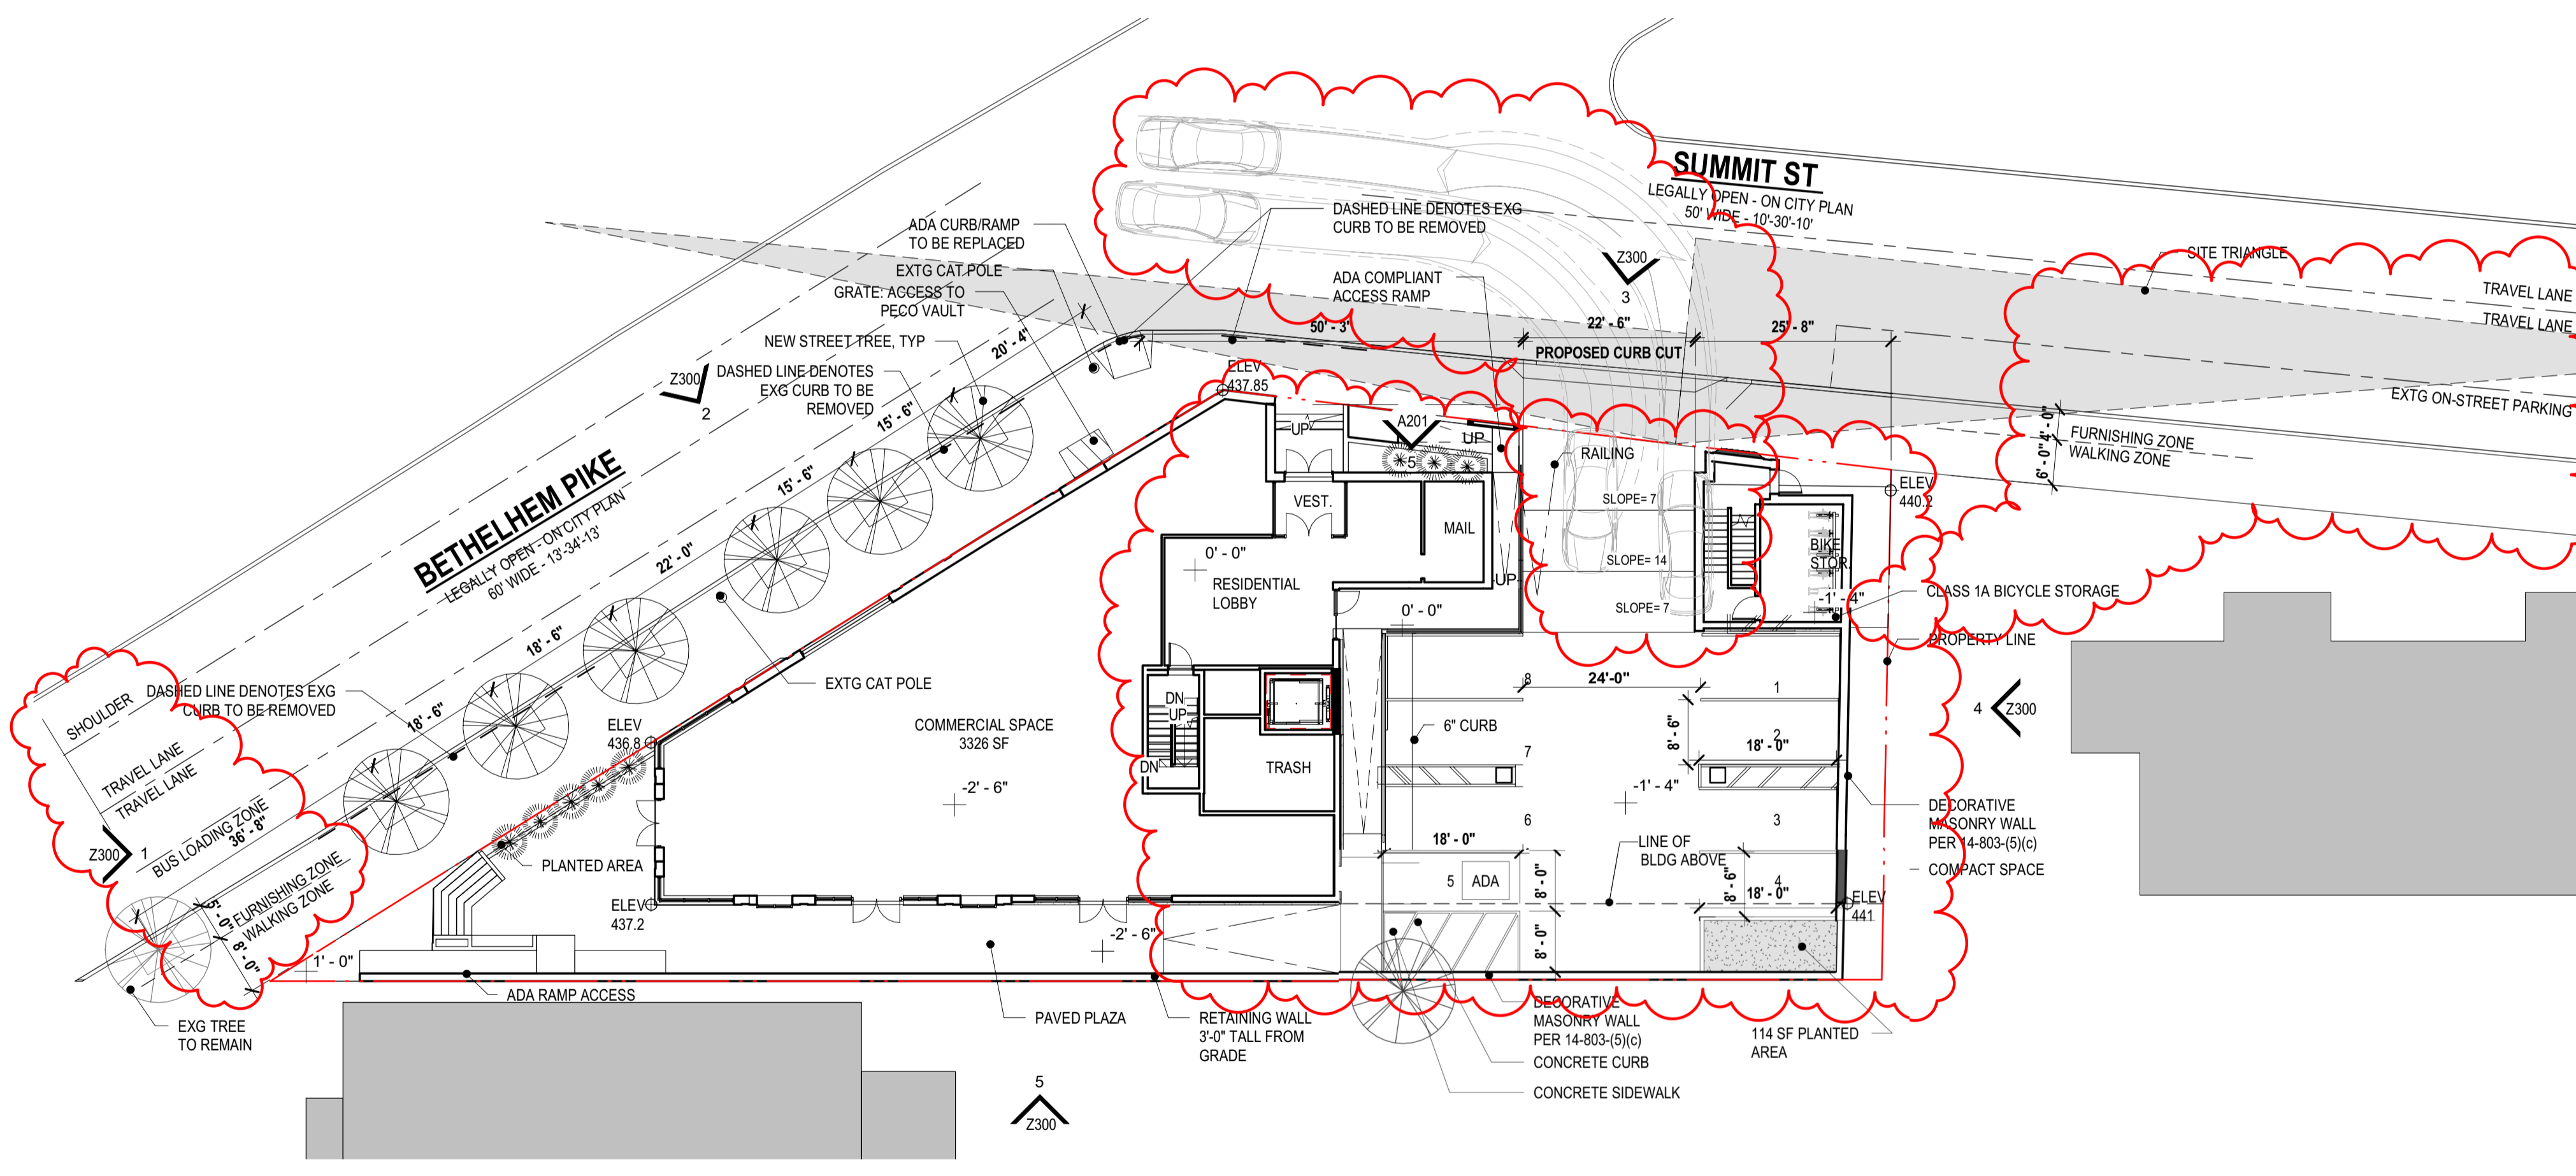 SUMMIT ST
LEGALLY OPEN - ON CITY PLAN
50' WIDE - 10'-30'-10'
DASHED LINE DENOTES EXG
CURB TO BE REMOVED
ADA CURB/RAMP
TO BE REPLACED
EXTG CAT POLE
GRATE: ACCESS TO
PECO VAULT
NEW STREET TREE, TYP
DASHED LINE DENOTES
EXG CURB TO BE
REMOVED
ADA COMPLIANT
ACCESS RAMP
Z300
3
SITE TRIANGLE
TRAVEL LANE
TRAVEL LANE
EXTG ON-STREET PARKING
FURNISHING ZONE
WALKING ZONE
4'- 0"
6'- 0"
50' - 3'
22' - 6"
25' - 8"
PROPOSED CURB CUT
Z300
2
20' - 4"
15' - 6"
15' - 6"
22' - 0"
18' - 6"
18' - 6"
36' - 8"
BETHELHEM PIKE
LEGALLY OPEN - ON CITY PLAN
60' WIDE - 13'-34'-13'
ELEV
437.85
UP
A201
5
UP
RAILING
SLOPE= 7
SLOPE= 14
SLOPE= 7
VEST.
MAIL
UP
0' - 0"
RESIDENTIAL
LOBBY
0' - 0"
BIKE
STOR.
-1' - 4"
ELEV
440.2
CLASS 1A BICYCLE STORAGE
PROPERTY LINE
4
Z300
SHOULDER
DASHED LINE DENOTES EXG
CURB TO BE REMOVED
TRAVEL LANE
TRAVEL LANE
BUS LOADING ZONE
FURNISHING ZONE
WALKING ZONE
5'- 0"
8'- 0"
Z300
1
EXTG CAT POLE
ELEV
436.8
COMMERCIAL SPACE
3326 SF
-2' - 6"
DN
UP
DN
TRASH
6" CURB
8
7
6
5
ADA
24'-0"
8' - 6"
18' - 0"
1
2
3
4
-1' - 4"
18' - 0"
LINE OF
BLDG ABOVE
8' - 0"
8' - 0"
8' - 6"
18' - 0"
DECORATIVE
MASONRY WALL
PER 14-803-(5)(c)
COMPACT SPACE
ELEV
441
PLANTED AREA
ELEV
437.2
-2' - 6"
1' - 0"
ADA RAMP ACCESS
EXG TREE
TO REMAIN
PAVED PLAZA
RETAINING WALL
3'-0" TALL FROM
GRADE
DECORATIVE
MASONRY WALL
PER 14-803-(5)(c)
CONCRETE CURB
CONCRETE SIDEWALK
114 SF PLANTED
AREA
5
Z300